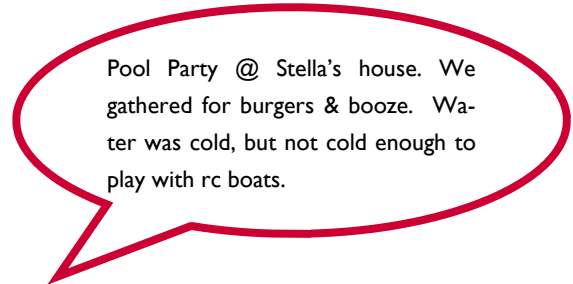 Pool Party @ Stella’s house. We
gathered for burgers & booze. Wa-
ter was cold, but not cold enough to
play with rc boats.